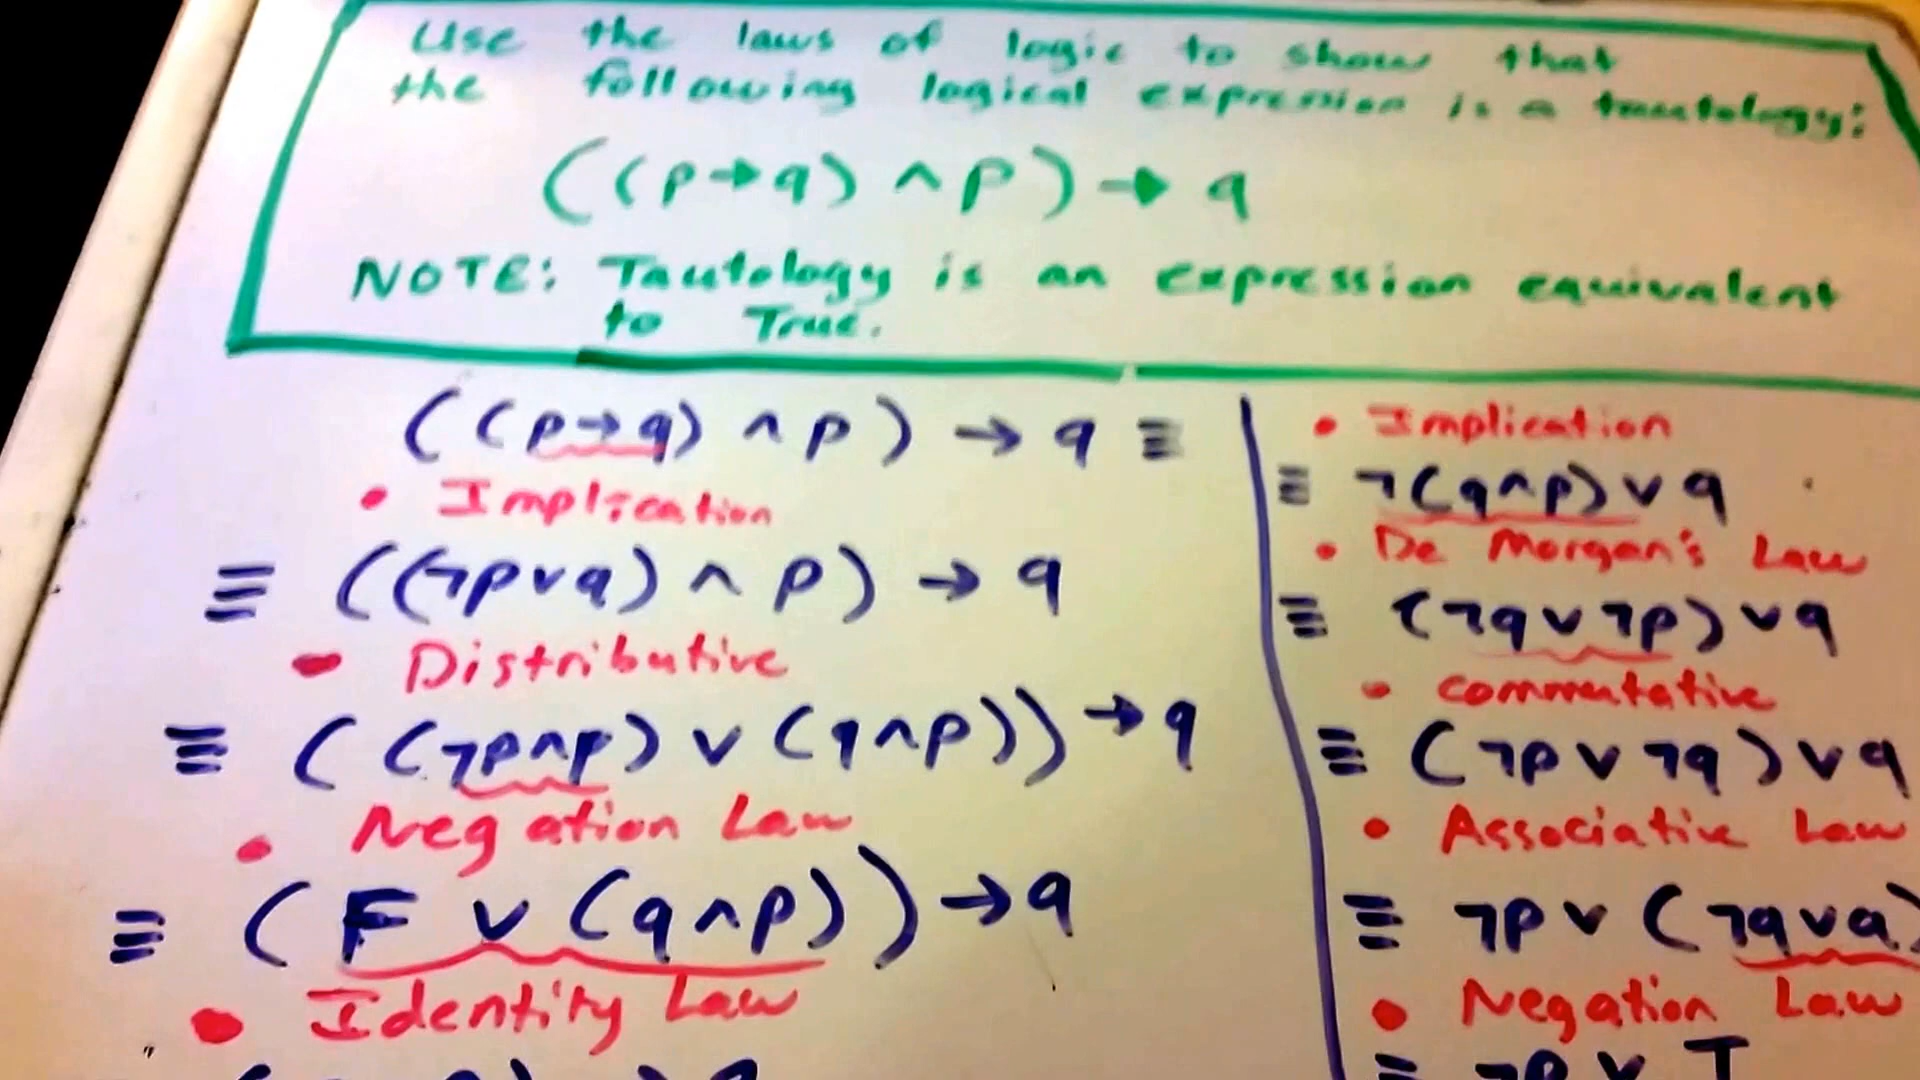 Use the laws of logic to show that
the following logical expression is a tautology:
((p→q) ∧ p) → q
NOTE: Tautology is an expression equivalent
to True.
((p→q) ∧ p) → q ≡
• Implication
≡ ((¬p∨q) ∧ p) → q
• Distributive
≡ ((¬p∧p) ∨ (q∧p)) → q
• Negation Law
≡ (F ∨ (q∧p)) → q
• Identity Law
• Implication
≡ ¬(q∧p) ∨ q
• De Morgan's Law
≡ (¬q ∨ ¬p) ∨ q
• commutative
≡ (¬p ∨ ¬q) ∨ q
• Associative Law
≡ ¬p ∨ (¬q ∨ q)
• Negation Law
≡ ¬p ∨ T